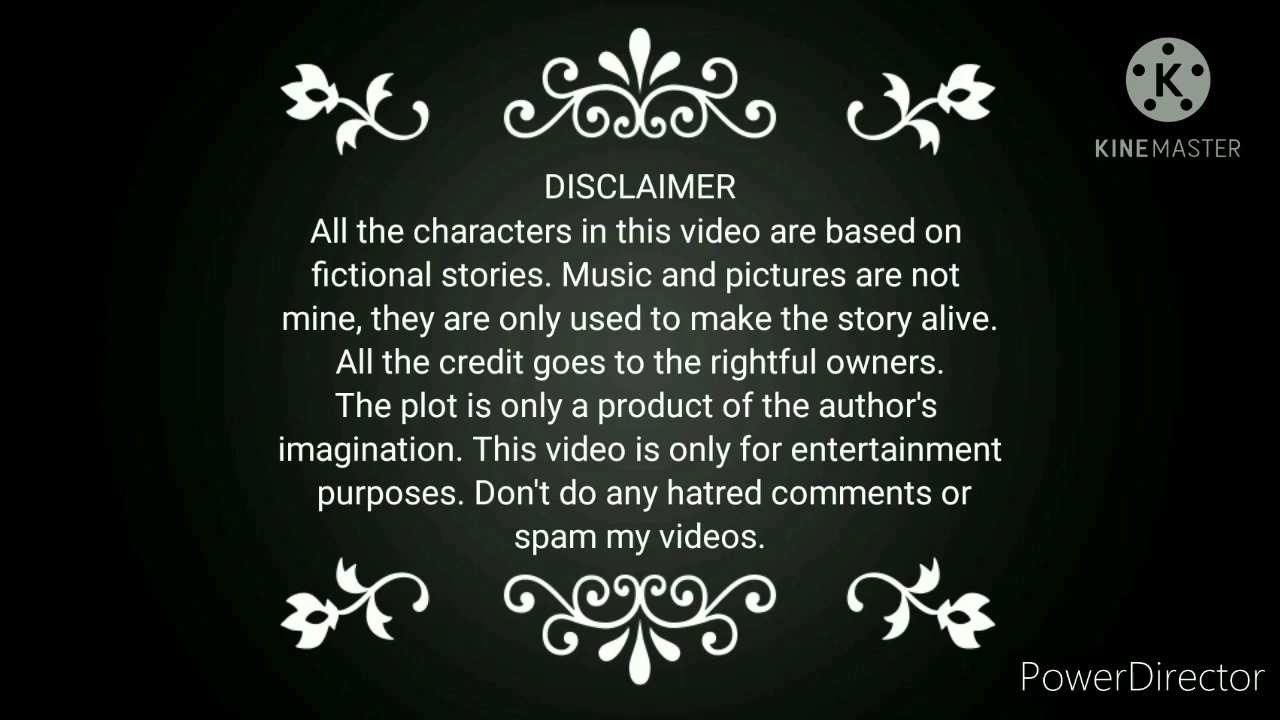 K
KINEMASTER
DISCLAIMER
All the characters in this video are based on
fictional stories. Music and pictures are not
mine, they are only used to make the story alive.
All the credit goes to the rightful owners.
The plot is only a product of the author's
imagination. This video is only for entertainment
purposes. Don't do any hatred comments or
spam my videos.
PowerDirector